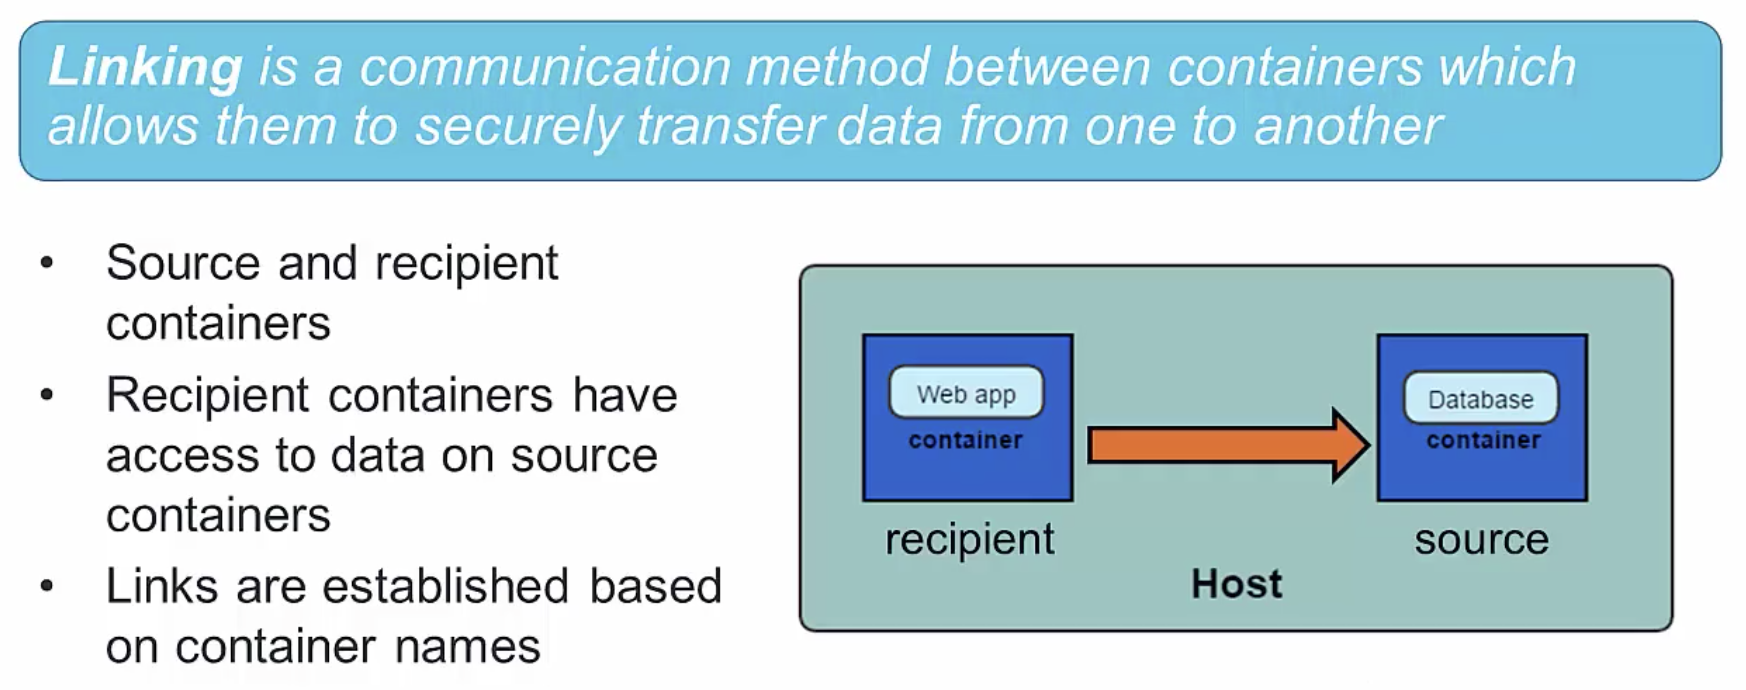 Linking is a communication method between containers which
allows them to securely transfer data from one to another
• Source and recipient
containers
• Recipient containers have
access to data on source
containers
• Links are established based
on container names
Web app
container
recipient
Database
container
source
Host